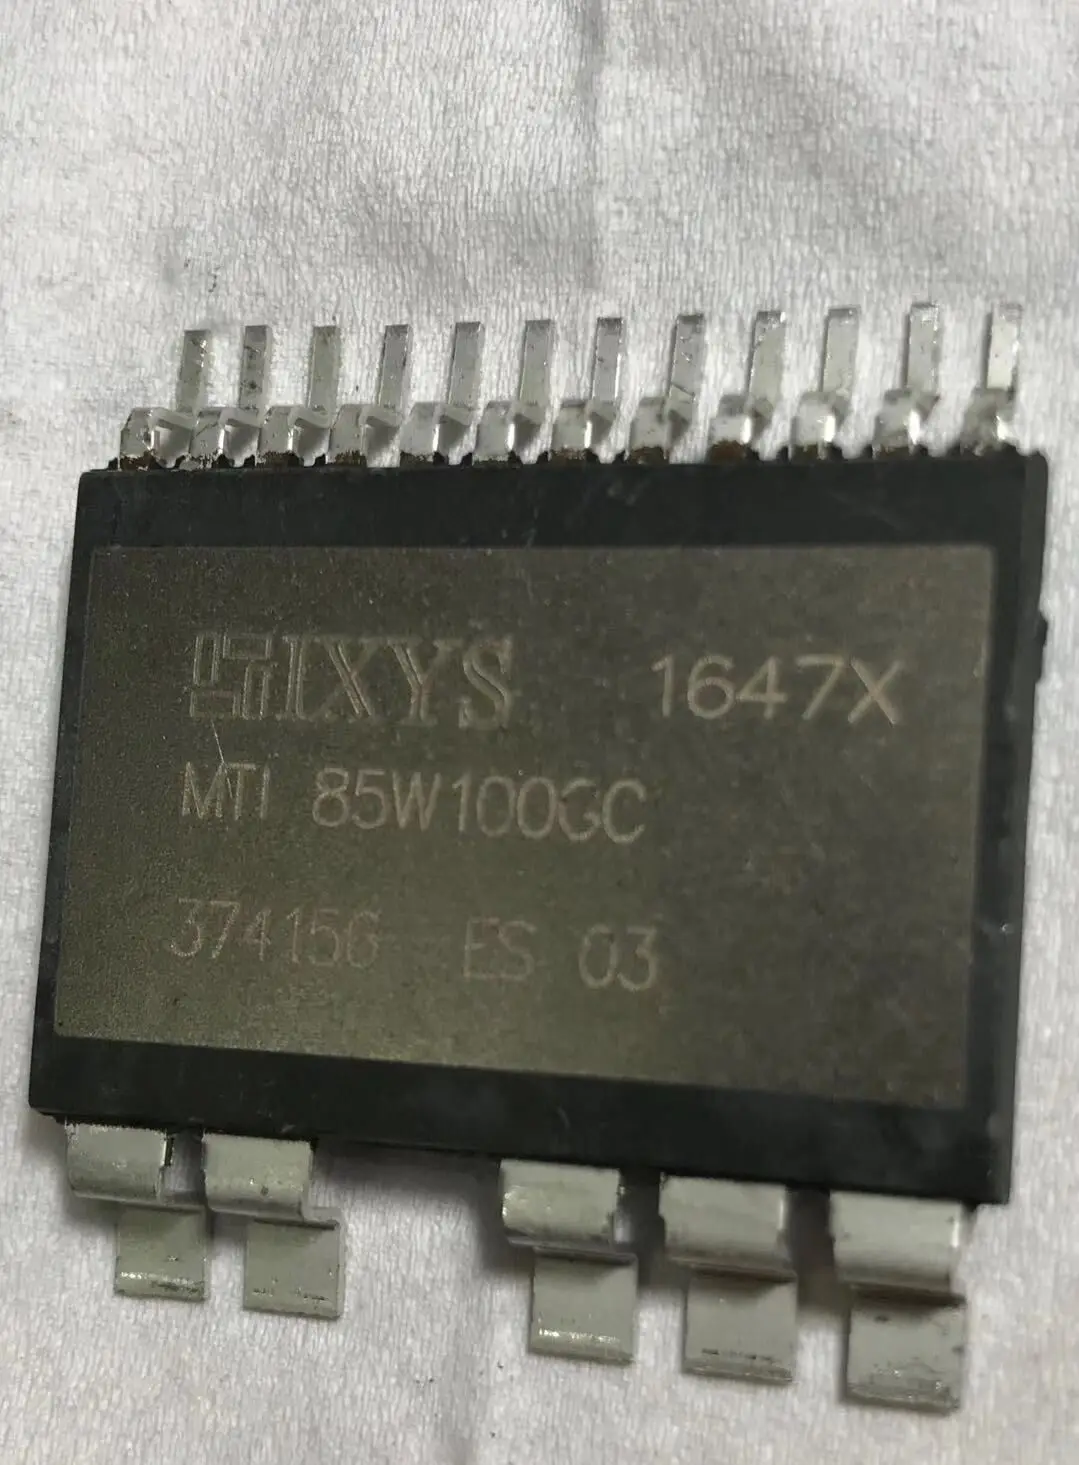 IXYS 1647X
MTI 85W100GC
374156 ES 03